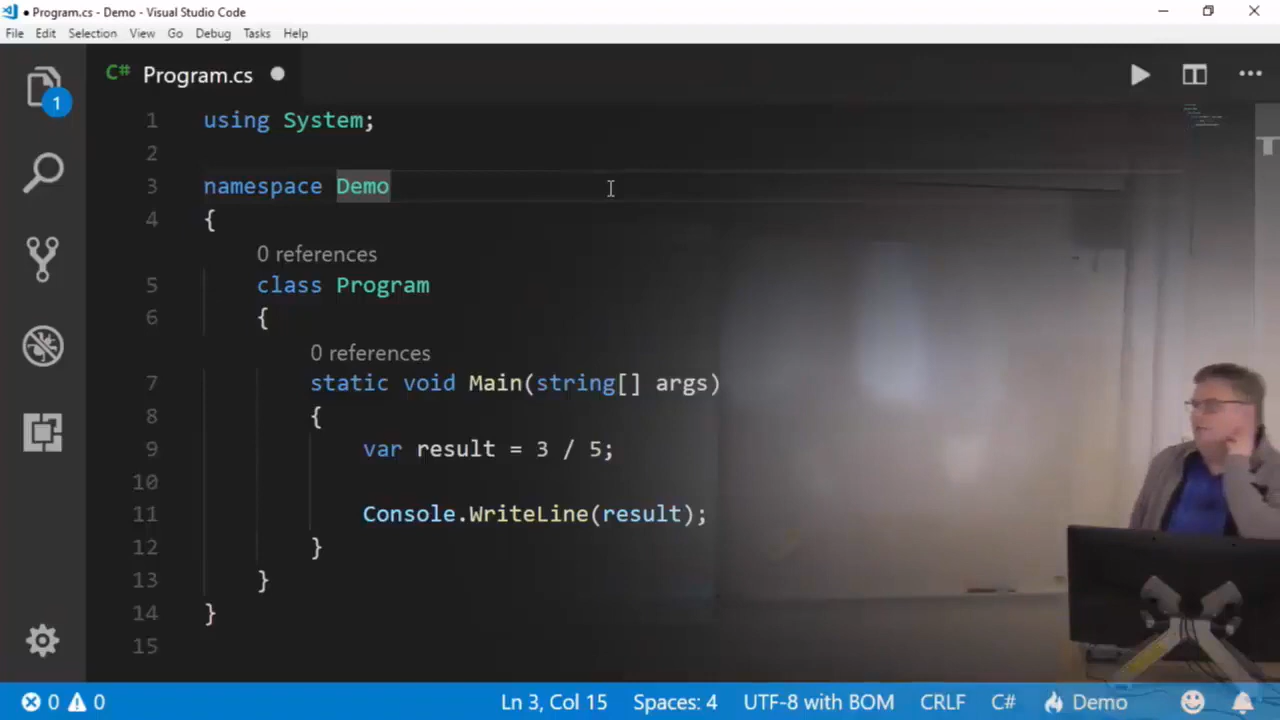 Program.cs - Demo - Visual Studio Code
File Edit Selection View Go Debug Tasks Help
C# Program.cs
1
1 using System;
2
3 namespace Demo
4 {
0 references
5 class Program
6 {
0 references
7 static void Main(string[] args)
8 {
9 var result = 3 / 5;
10
11 Console.WriteLine(result);
12 }
13 }
14 }
15
0 0 Ln 3, Col 15 Spaces: 4 UTF-8 with BOM CRLF C# Demo